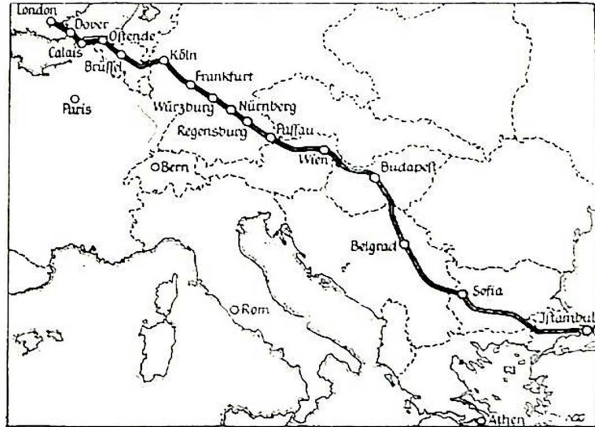 London
Dover
Ostende
Calais
Brüssel
Köln
Frankfurt
Paris
Würzburg
Nürnberg
Regensburg
Passau
Wien
Bern
Budapest
Belgrad
Sofia
Rom
Istambul
Athen